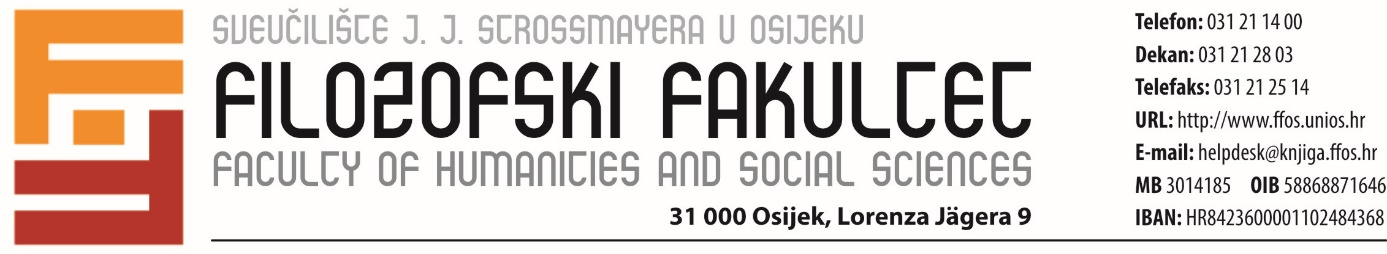 SVEUČILIŠTE J. J. STROSSMAYERA U OSIJEKU
FILOZOFSKI FAKULTET
FACULTY OF HUMANITIES AND SOCIAL SCIENCES
31 000 Osijek, Lorenza Jägera 9
Telefon: 031 21 14 00
Dekan: 031 21 28 03
Telefaks: 031 21 25 14
URL: http://www.ffos.unios.hr
E-mail: helpdesk@knjiga.ffos.hr
MB 3014185 OIB 58868871646
IBAN: HR8423600001102484368